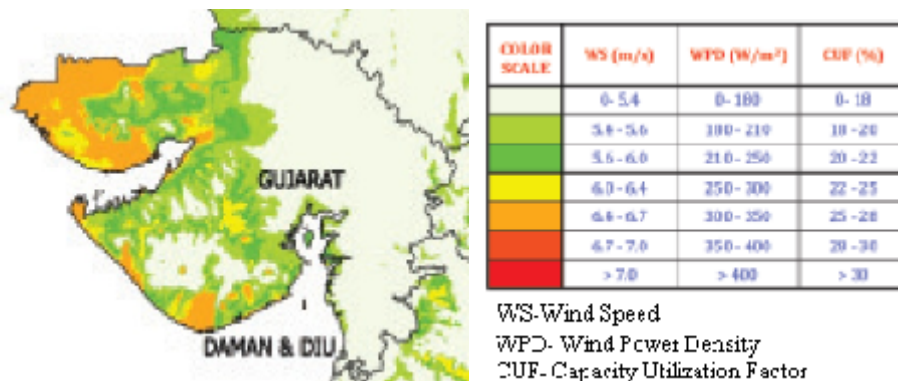 GUJARAT
DAMAN & DIU
COLOR SCALE WS (m/s) WPD (W/m²) CUF (%)
0- 5.4 0- 180 0- 18
5.4 - 5.6 180 - 210 18 -20
5.6 - 6.0 210 - 250 20 -22
6.0 - 6.4 250 - 300 22 -25
6.4 - 6.7 300 - 350 25 -28
6.7 - 7.0 350 - 400 28 -30
> 7.0 > 400 > 30
WS-Wind Speed
WPD- Wind Power Density
CUF- Capacity Utilization Factor